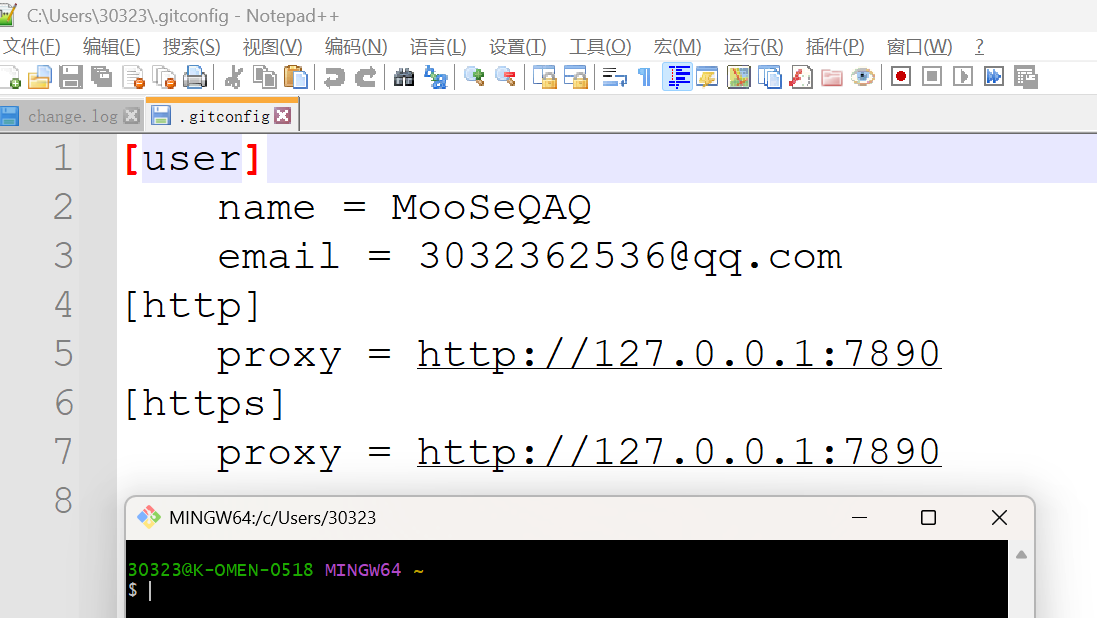 C:\Users\30323\.gitconfig - Notepad++
文件(F) 编辑(E) 搜索(S) 视图(V) 编码(N) 语言(L) 设置(T) 工具(O) 宏(M) 运行(R) 插件(P) 窗口(W) ?
change.log .gitconfig
1 [user]
2 name = MooSeQAQ
3 email = 3032362536@qq.com
4 [http]
5 proxy = http://127.0.0.1:7890
6 [https]
7 proxy = http://127.0.0.1:7890
8
MINGW64:/c/Users/30323
30323@K-OMEN-0518 MINGW64 ~
$